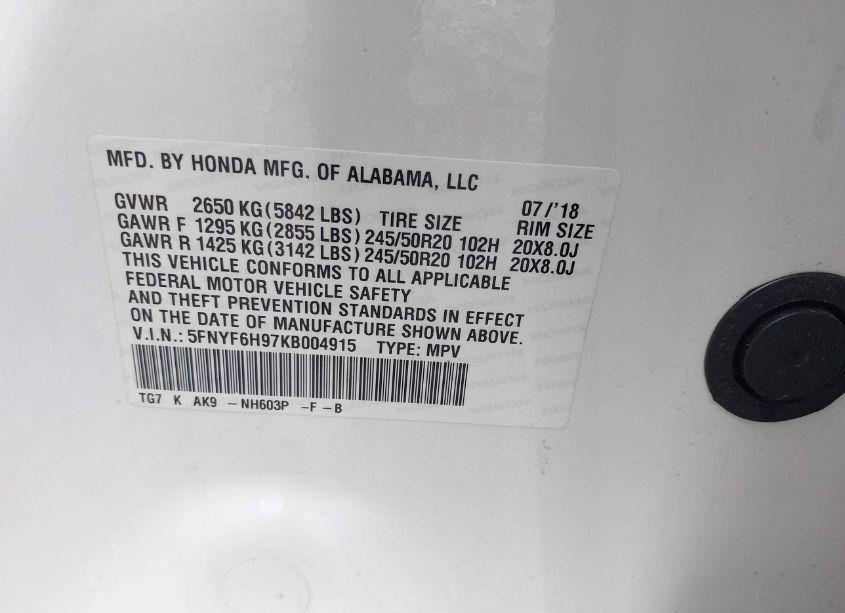 MFD. BY HONDA MFG. OF ALABAMA, LLC
07/'18
GVWR 2650 KG(5842 LBS) TIRE SIZE RIM SIZE
GAWR F 1295 KG(2855 LBS) 245/50R20 102H 20X8.0J
GAWR R 1425 KG(3142 LBS) 245/50R20 102H 20X8.0J
THIS VEHICLE CONFORMS TO ALL APPLICABLE
FEDERAL MOTOR VEHICLE SAFETY
AND THEFT PREVENTION STANDARDS IN EFFECT
ON THE DATE OF MANUFACTURE SHOWN ABOVE.
V.I.N.: 5FNYF6H97KB004915 TYPE: MPV
TG7 K AK9 -NH603P -F-B